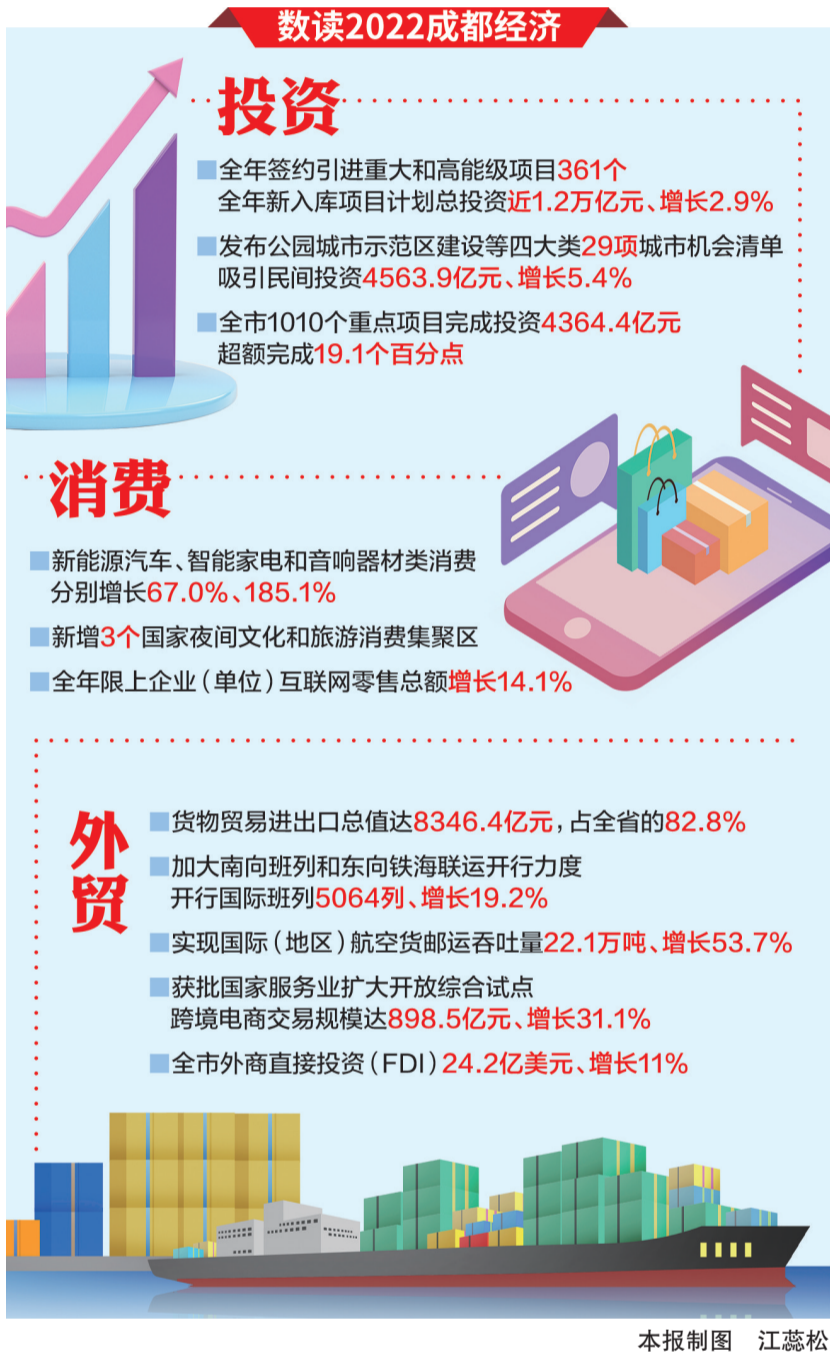 数读2022成都经济
投资
■全年签约引进重大和高能级项目361个
全年新入库项目计划总投资近1.2万亿元、增长2.9%
■发布公园城市示范区建设等四大类29项城市机会清单
吸引民间投资4563.9亿元、增长5.4%
■全市1010个重点项目完成投资4364.4亿元
超额完成19.1个百分点
消费
■新能源汽车、智能家电和音响器材类消费
分别增长67.0%、185.1%
■新增3个国家夜间文化和旅游消费集聚区
■全年限上企业（单位）互联网零售总额增长14.1%
外贸
■货物贸易进出口总值达8346.4亿元，占全省的82.8%
■加大南向班列和东向铁海联运开行力度
开行国际班列5064列、增长19.2%
■实现国际（地区）航空货邮运吞吐量22.1万吨、增长53.7%
■获批国家服务业扩大开放综合试点
跨境电商交易规模达898.5亿元、增长31.1%
■全市外商直接投资（FDI）24.2亿美元、增长11%
本报制图 江蕊松